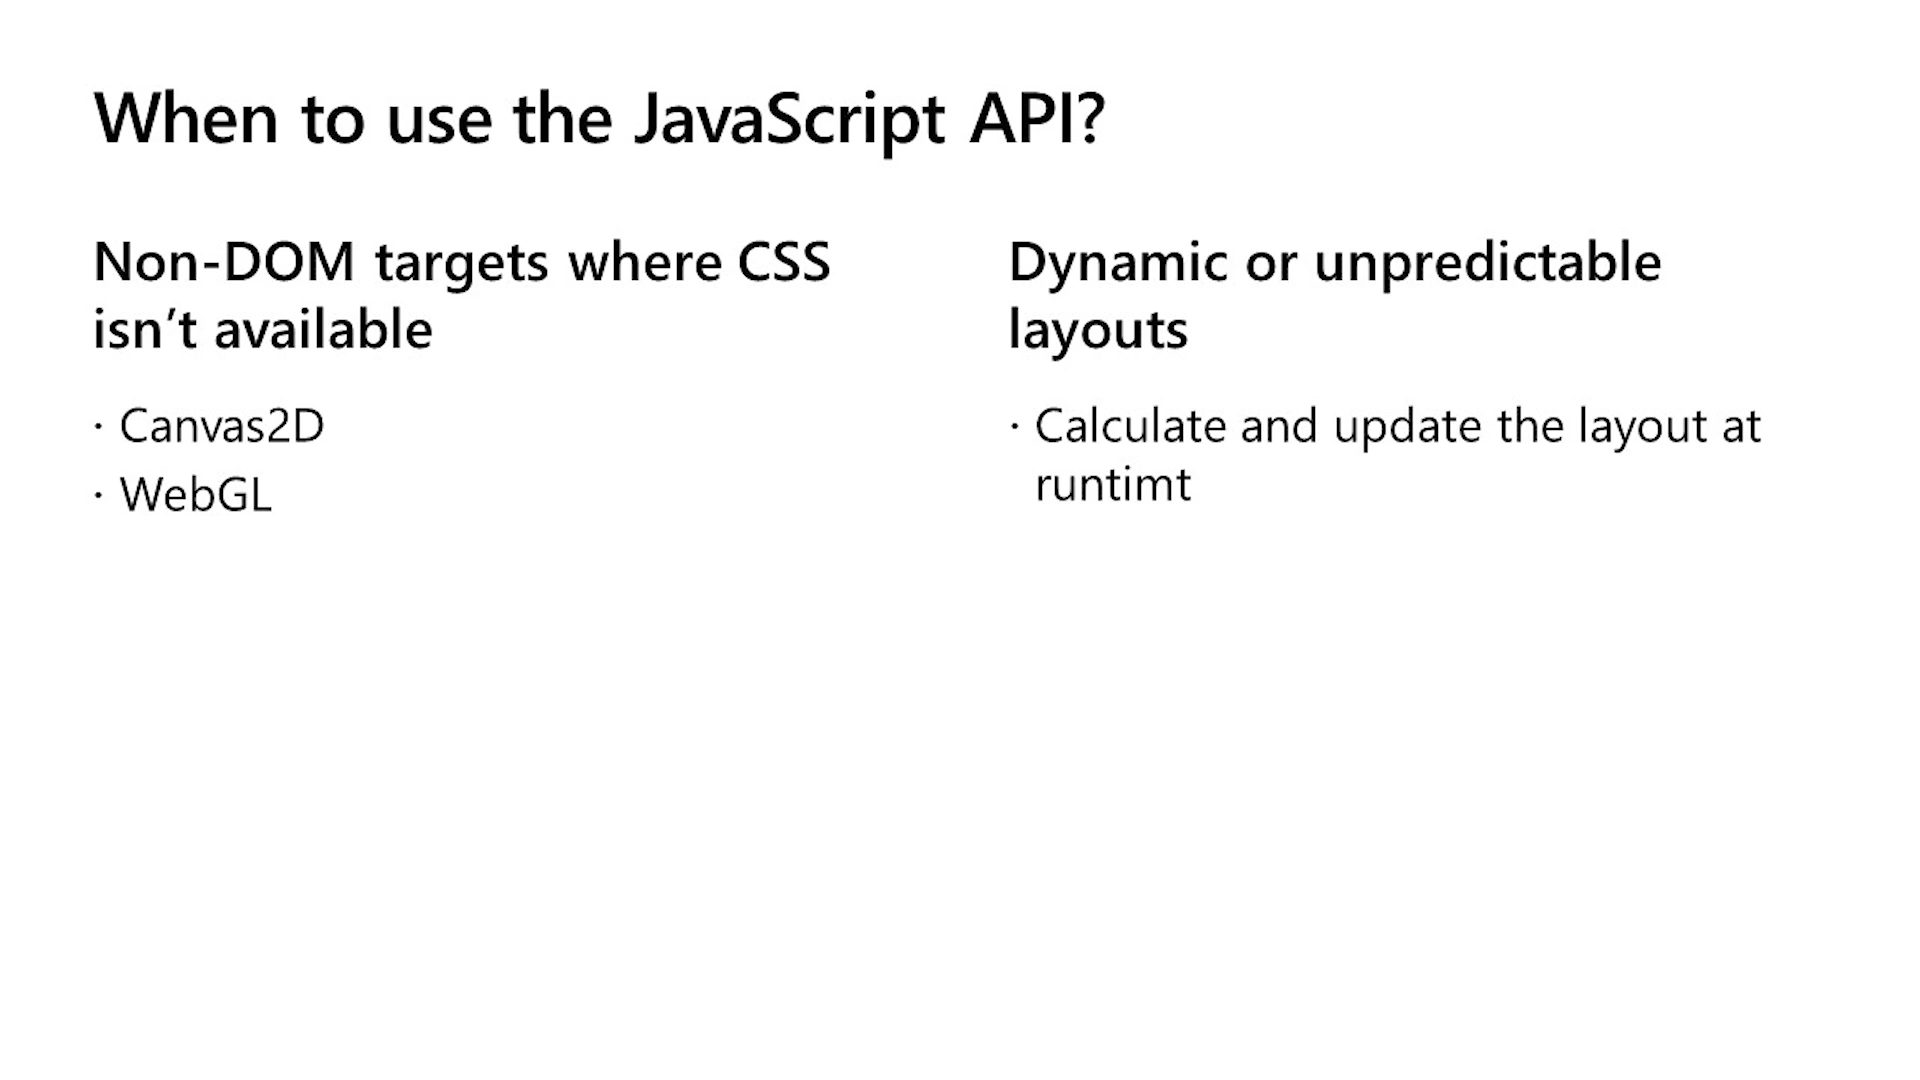 When to use the JavaScript API?
Non-DOM targets where CSS
isn’t available
· Canvas2D
· WebGL
Dynamic or unpredictable
layouts
· Calculate and update the layout at
runtimt